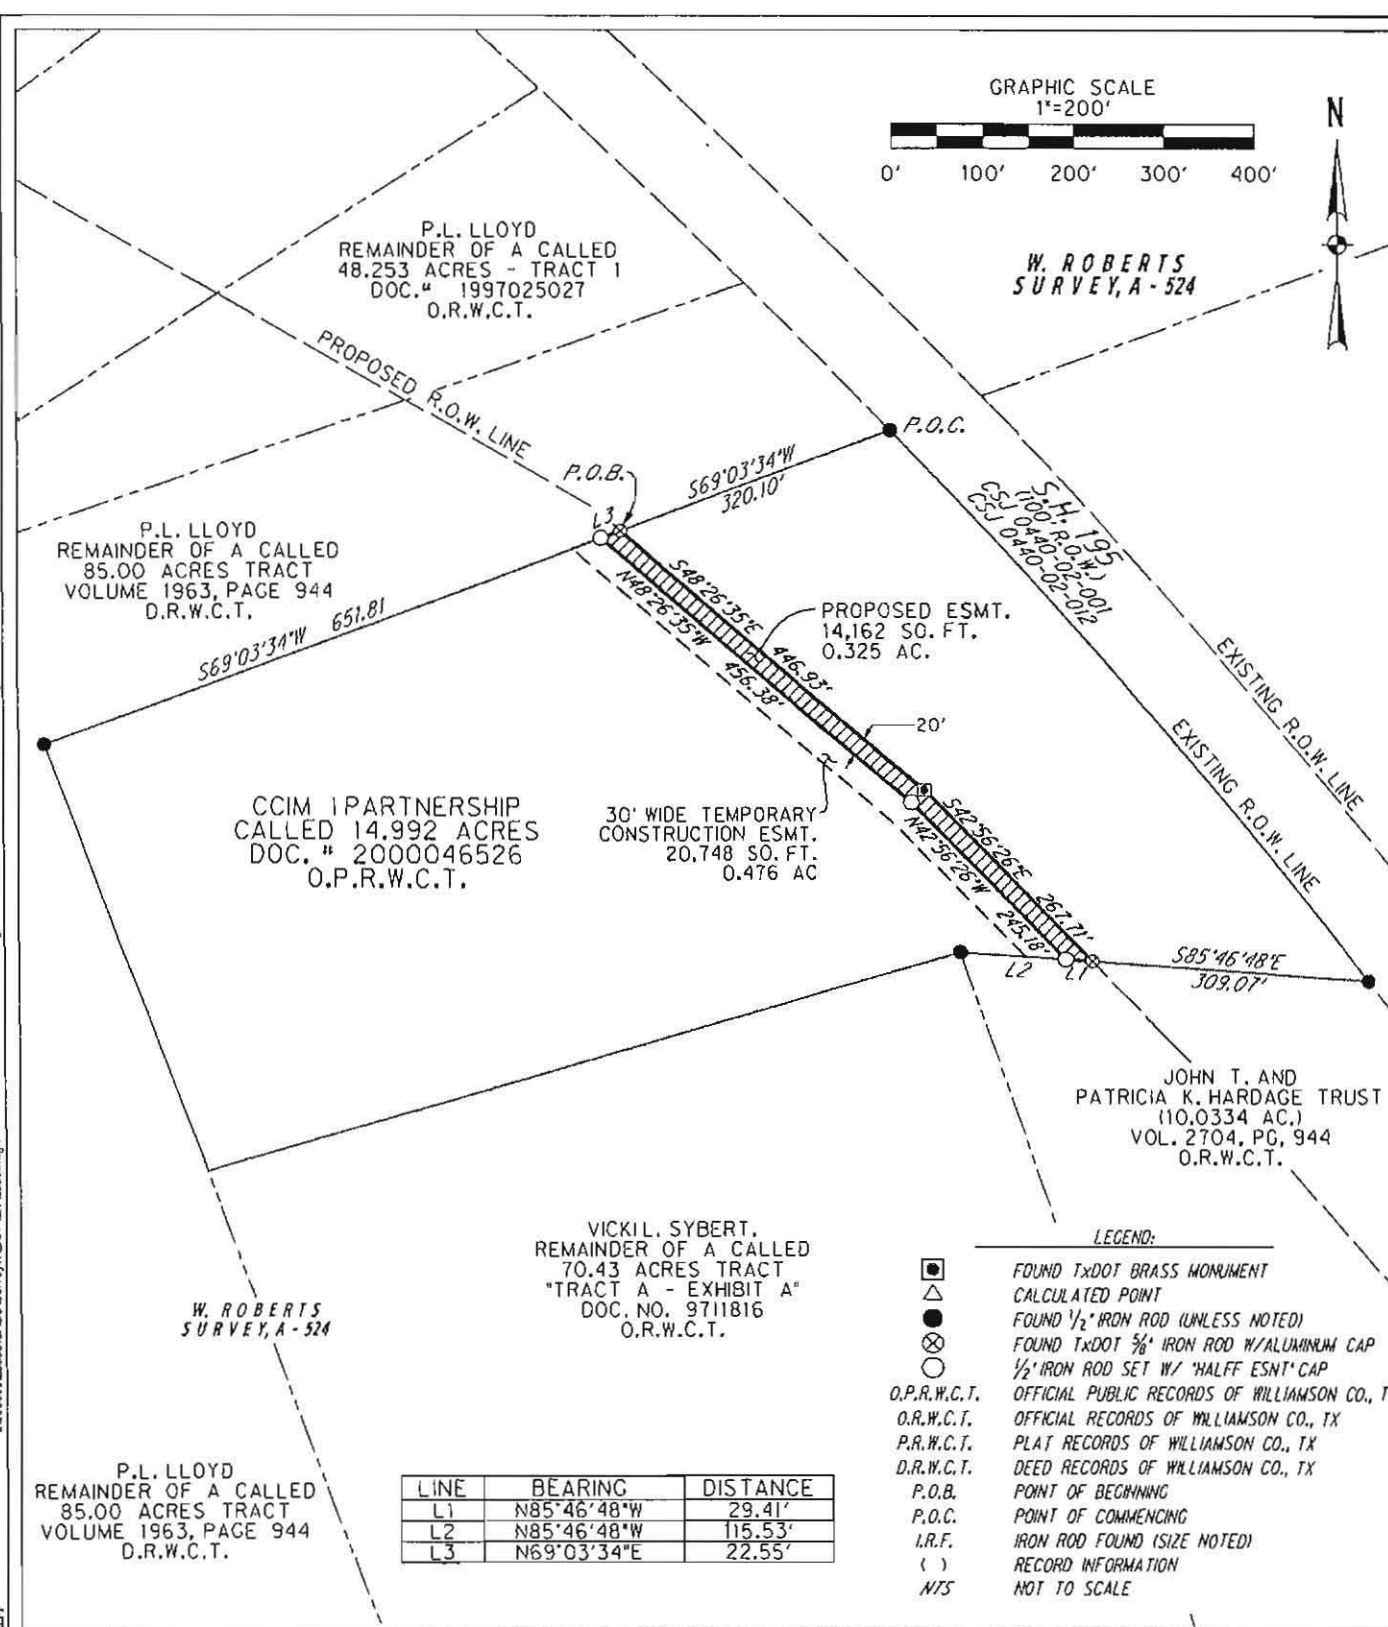 GRAPHIC SCALE
1"=200'
0' 100' 200' 300' 400'
N
P.L. LLOYD
REMAINDER OF A CALLED
48.253 ACRES - TRACT 1
DOC." 1997025027
O.R.W.C.T.
W. ROBERTS
SURVEY, A - 524
PROPOSED R.O.W. LINE
P.O.C.
P.O.B.
S69°03'34"W
320.10'
L3
S.H. 195
(100' R.O.W.)
CSJ 0440-02-001
CSJ 0440-02-012
P.L. LLOYD
REMAINDER OF A CALLED
85.00 ACRES TRACT
VOLUME 1963, PAGE 944
D.R.W.C.T.
S69°03'34"W 651.81
S48°26'35"E
446.93'
N48°26'35"W
456.38'
PROPOSED ESMT.
14,162 SQ. FT.
0.325 AC.
EXISTING R.O.W. LINE
EXISTING R.O.W. LINE
20'
CCIM 1 PARTNERSHIP
CALLED 14.992 ACRES
DOC. " 2000046526
O.P.R.W.C.T.
30' WIDE TEMPORARY
CONSTRUCTION ESMT.
20,748 SQ. FT.
0.476 AC
S42°56'26"E
267.71'
N42°56'26"W
245.18'
L2
L1
S85°46'48"E
309.07'
JOHN T. AND
PATRICIA K. HARDAGE TRUST
(10.0334 AC.)
VOL. 2704, PG. 944
O.R.W.C.T.
VICKI L. SYBERT,
REMAINDER OF A CALLED
70.43 ACRES TRACT
"TRACT A - EXHIBIT A"
DOC. NO. 9711816
O.R.W.C.T.
W. ROBERTS
SURVEY, A - 524
P.L. LLOYD
REMAINDER OF A CALLED
85.00 ACRES TRACT
VOLUME 1963, PAGE 944
D.R.W.C.T.
LINE BEARING DISTANCE
L1 N85°46'48"W 29.41'
L2 N85°46'48"W 115.53'
L3 N69°03'34"E 22.55'
LEGEND:
FOUND TxDOT BRASS MONUMENT
CALCULATED POINT
FOUND 1/2" IRON ROD (UNLESS NOTED)
FOUND TxDOT 5/8" IRON ROD W/ALUMINUM CAP
1/2" IRON ROD SET W/ "HALFF ESNT" CAP
O.P.R.W.C.T. OFFICIAL PUBLIC RECORDS OF WILLIAMSON CO., T
O.R.W.C.T. OFFICIAL RECORDS OF WILLIAMSON CO., TX
P.R.W.C.T. PLAT RECORDS OF WILLIAMSON CO., TX
D.R.W.C.T. DEED RECORDS OF WILLIAMSON CO., TX
P.O.B. POINT OF BEGINNING
P.O.C. POINT OF COMMENCING
I.R.F. IRON ROD FOUND (SIZE NOTED)
( ) RECORD INFORMATION
NTS NOT TO SCALE